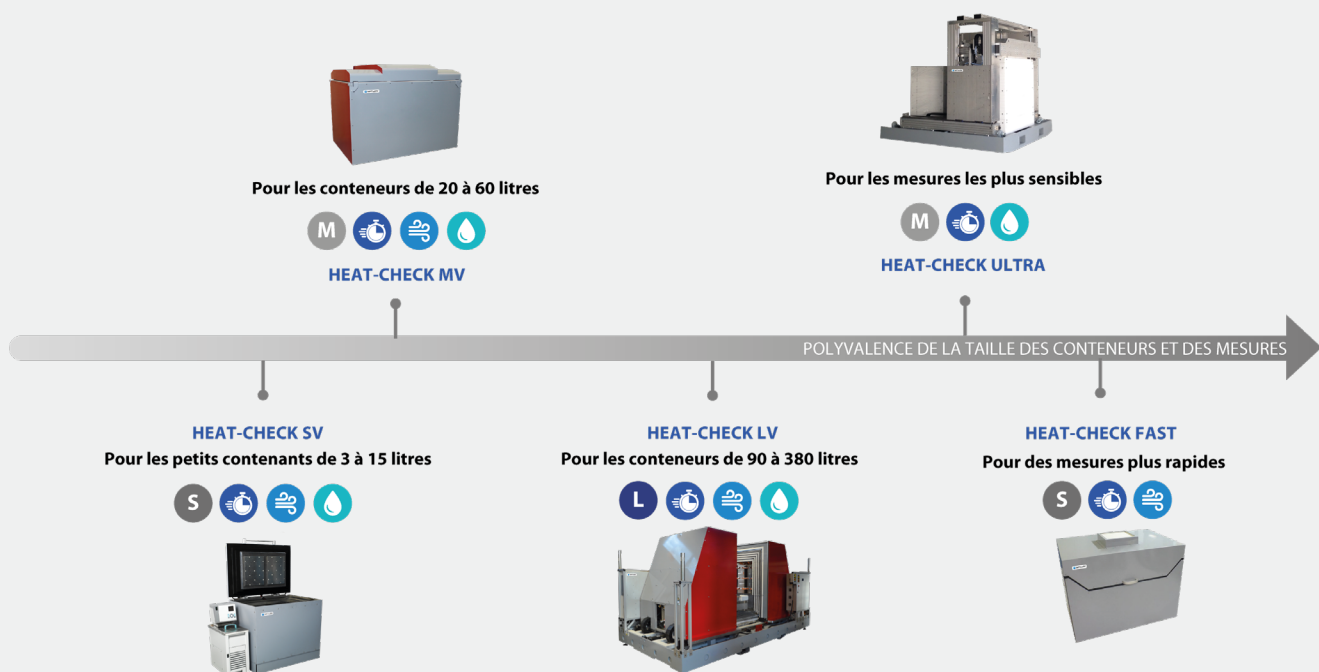 Pour les conteneurs de 20 à 60 litres
M
HEAT-CHECK MV
Pour les mesures les plus sensibles
M
HEAT-CHECK ULTRA
POLYVALENCE DE LA TAILLE DES CONTENEURS ET DES MESURES
HEAT-CHECK SV
Pour les petits contenants de 3 à 15 litres
S
HEAT-CHECK LV
Pour les conteneurs de 90 à 380 litres
L
HEAT-CHECK FAST
Pour des mesures plus rapides
S